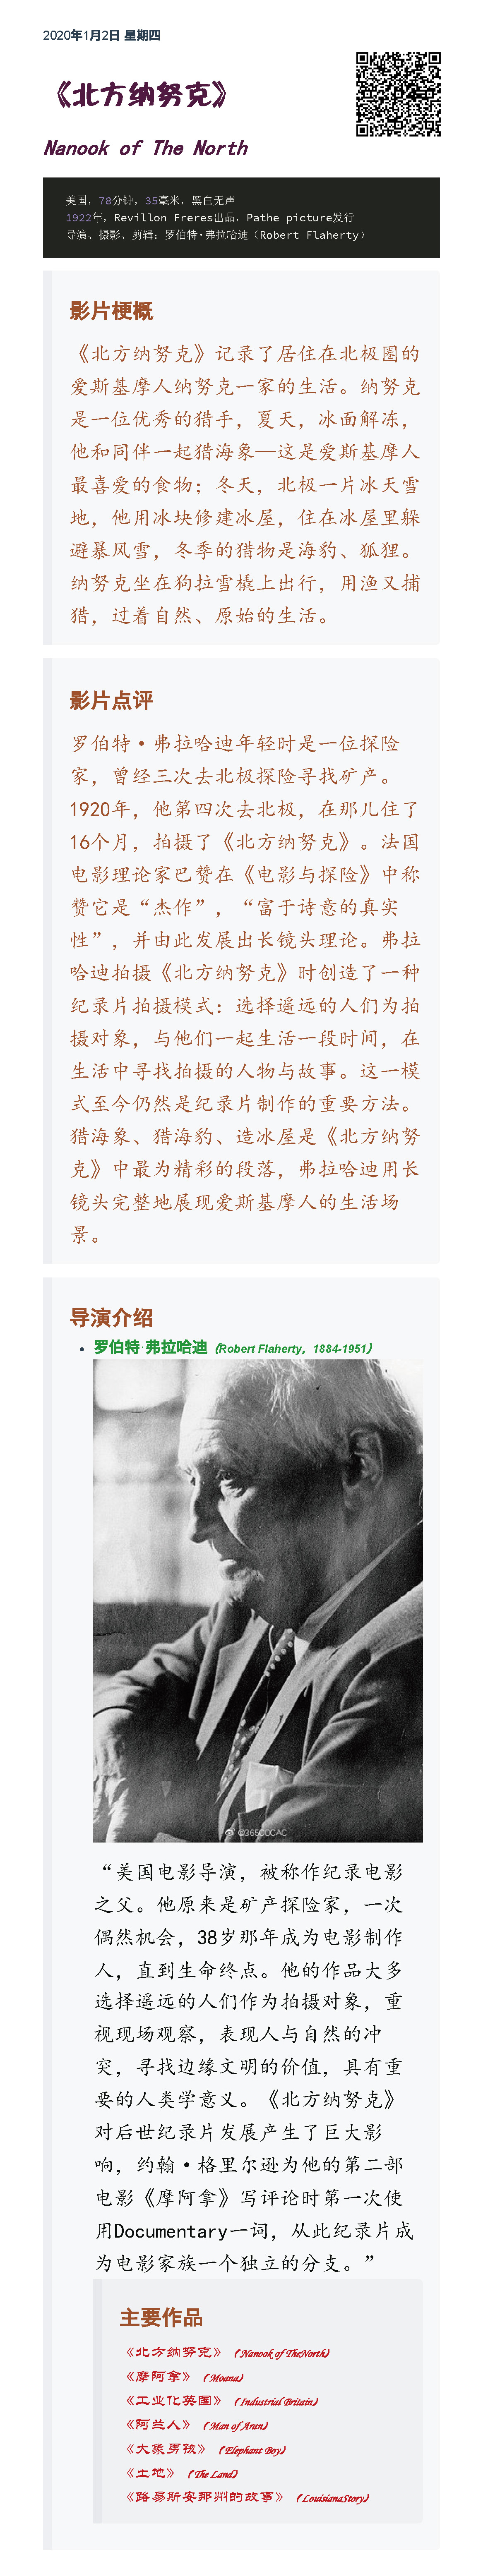 2020年1月2日 星期四
《北方纳努克》
Nanook of The North
美国，78分钟，35毫米，黑白无声
1922年，Revillon Freres出品，Pathe picture发行
导演、摄影、剪辑：罗伯特·弗拉哈迪（Robert Flaherty）
影片梗概
《北方纳努克》记录了居住在北极圈的
爱斯基摩人纳努克一家的生活。纳努克
是一位优秀的猎手，夏天，冰面解冻，
他和同伴一起猎海象—这是爱斯基摩人
最喜爱的食物；冬天，北极一片冰天雪
地，他用冰块修建冰屋，住在冰屋里躲
避暴风雪，冬季的猎物是海豹、狐狸。
纳努克坐在狗拉雪橇上出行，用渔叉捕
猎，过着自然、原始的生活。
影片点评
罗伯特·弗拉哈迪年轻时是一位探险
家，曾经三次去北极探险寻找矿产。
1920年，他第四次去北极，在那儿住了
16个月，拍摄了《北方纳努克》。法国
电影理论家巴赞在《电影与探险》中称
赞它是“杰作”，“富于诗意的真实
性”，并由此发展出长镜头理论。弗拉
哈迪拍摄《北方纳努克》时创造了一种
纪录片拍摄模式：选择遥远的人们为拍
摄对象，与他们一起生活一段时间，在
生活中寻找拍摄的人物与故事。这一模
式至今仍然是纪录片制作的重要方法。
猎海象、猎海豹、造冰屋是《北方纳努
克》中最为精彩的段落，弗拉哈迪用长
镜头完整地展现爱斯基摩人的生活场
景。
导演介绍
罗伯特·弗拉哈迪（Robert Flaherty，1884-1951）
@365COCAC
“美国电影导演，被称作纪录电影
之父。他原来是矿产探险家，一次
偶然机会，38岁那年成为电影制作
人，直到生命终点。他的作品大多
选择遥远的人们作为拍摄对象，重
视现场观察，表现人与自然的冲
突，寻找边缘文明的价值，具有重
要的人类学意义。《北方纳努克》
对后世纪录片发展产生了巨大影
响，约翰·格里尔逊为他的第二部
电影《摩阿拿》写评论时第一次使
用Documentary一词，从此纪录片成
为电影家族一个独立的分支。”
主要作品
《北方纳努克》（Nanook of TheNorth）
《摩阿拿》（Moana）
《工业化英国》（Industrial Britain）
《阿兰人》（Man of Aran）
《大象男孩》（Elephant Boy）
《土地》（The Land）
《路易斯安那州的故事》（LouisianaStory）